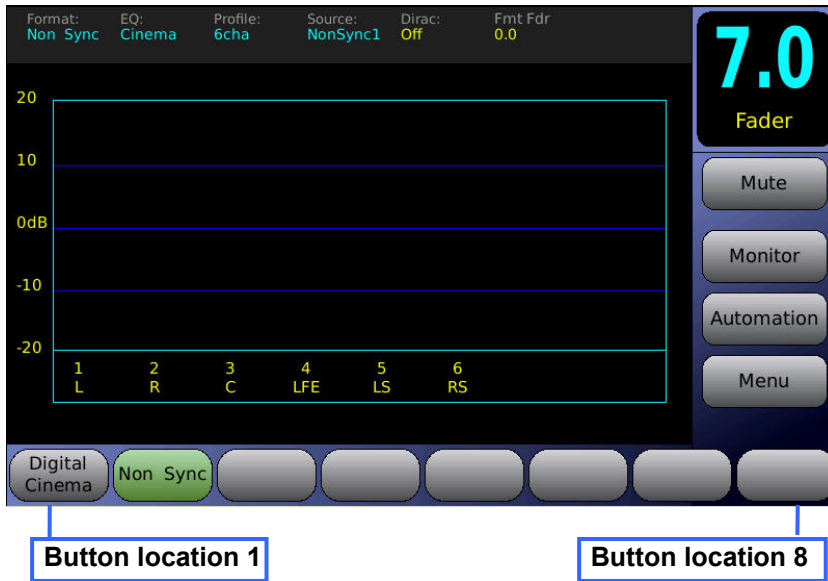 Format: EQ: Profile: Source: Dirac: Fmt Fdr
Non Sync Cinema 6cha NonSync1 Off 0.0
7.0
Fader
20
10
0dB
-10
-20
1 2 3 4 5 6
L R C LFE LS RS
Mute
Monitor
Automation
Menu
Digital
Cinema
Non Sync
Button location 1
Button location 8